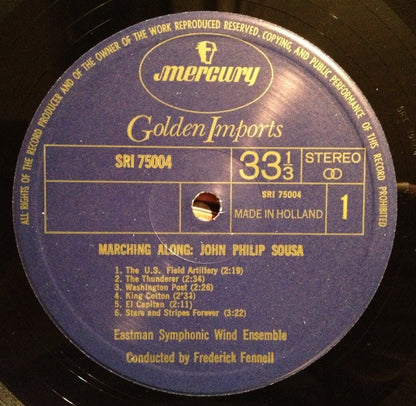 ALL RIGHTS OF THE RECORD PRODUCER AND OF THE OWNER OF THE WORK REPRODUCED RESERVED, COPYING, AND PUBLIC PERFORMANCE OF THIS RECORD PROHIBITED
mercury
Golden Imports
SRI 75004
33 1/3
STEREO
SRI 75004
MADE IN HOLLAND
1
MARCHING ALONG: JOHN PHILIP SOUSA
1. The U.S. Field Artillery (2:19)
2. The Thunderer (2:34)
3. Washington Post (2:26)
4. King Cotton (2'33)
5. El Capitan (2:11)
6. Stars and Stripes Forever (3:22)
Eastman Symphonic Wind Ensemble
Conducted by Frederick Fennell